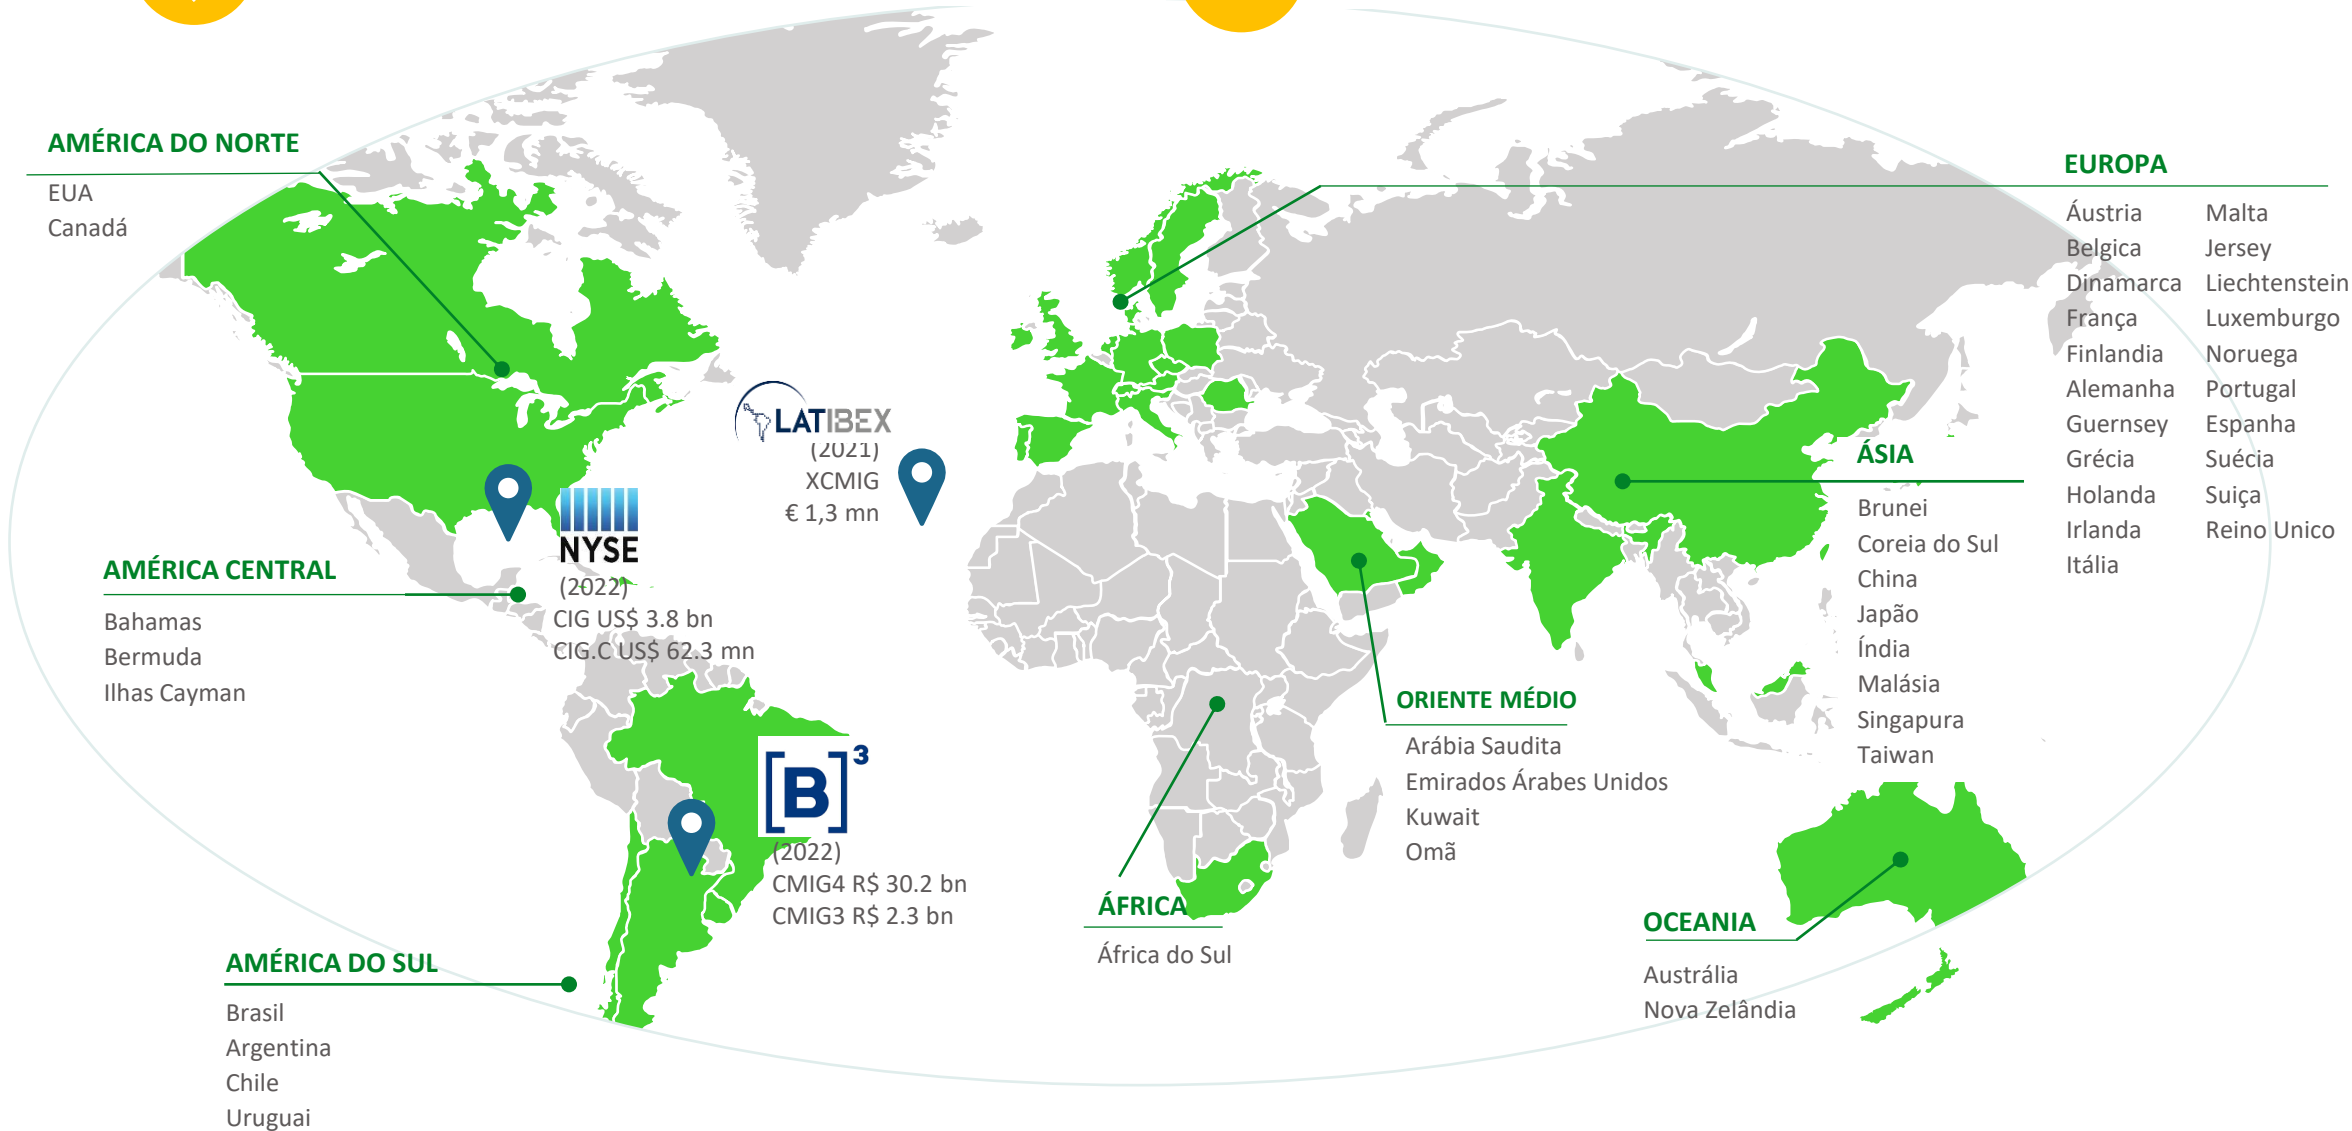 AMÉRICA DO NORTE
EUA
Canadá
LATIBEX
(2021)
XCMIG
€ 1,3 mn
NYSE
(2022)
CIG US$ 3.8 bn
CIG.C US$ 62.3 mn
AMÉRICA CENTRAL
Bahamas
Bermuda
Ilhas Cayman
[B]³
(2022)
CMIG4 R$ 30.2 bn
CMIG3 R$ 2.3 bn
AMÉRICA DO SUL
Brasil
Argentina
Chile
Uruguai
EUROPA
Áustria
Belgica
Dinamarca
França
Finlandia
Alemanha
Guernsey
Grécia
Holanda
Irlanda
Itália
Malta
Jersey
Liechtenstein
Luxemburgo
Noruega
Portugal
Espanha
Suécia
Suiça
Reino Unico
ÁSIA
Brunei
Coreia do Sul
China
Japão
Índia
Malásia
Singapura
Taiwan
ORIENTE MÉDIO
Arábia Saudita
Emirados Árabes Unidos
Kuwait
Omã
ÁFRICA
África do Sul
OCEANIA
Austrália
Nova Zelândia